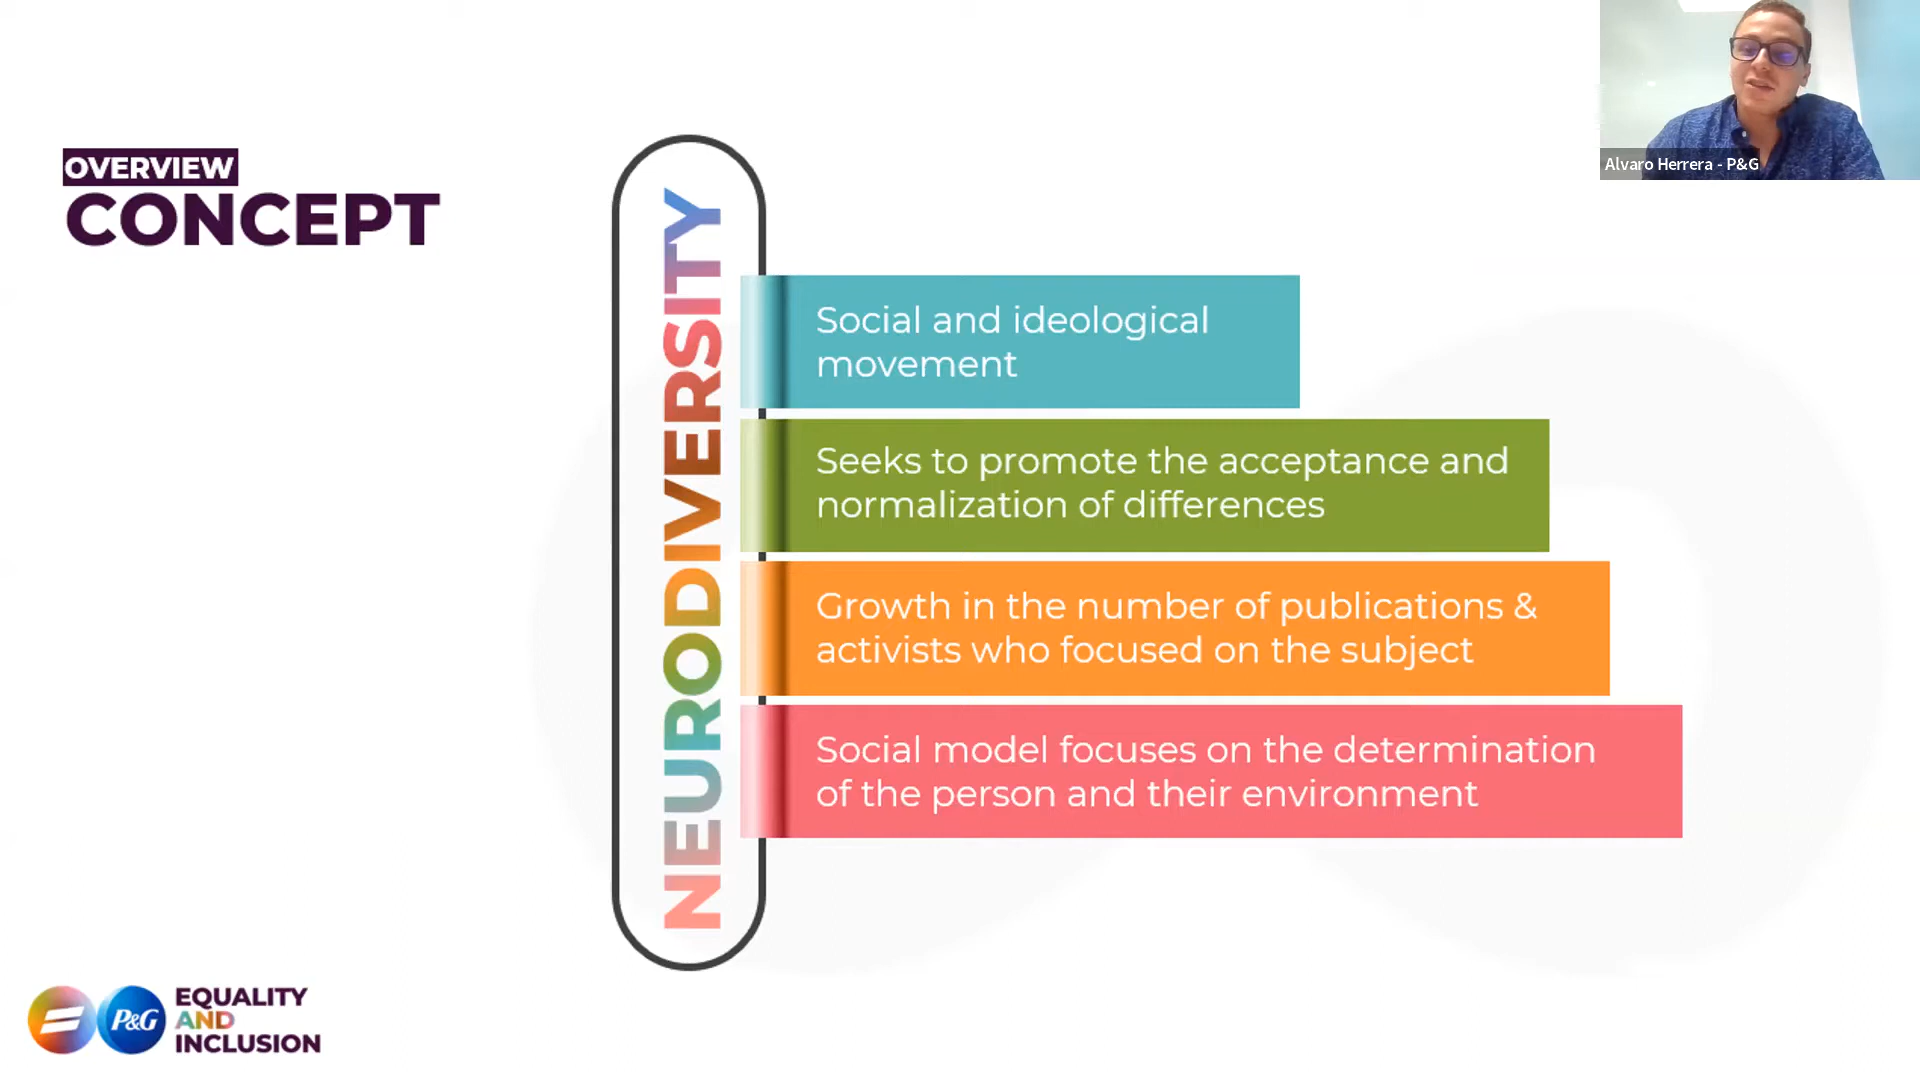 OVERVIEW
CONCEPT
Alvaro Herrera - P&G
NEURODIVERSITY
Social and ideological
movement
Seeks to promote the acceptance and
normalization of differences
Growth in the number of publications &
activists who focused on the subject
Social model focuses on the determination
of the person and their environment
P&G
EQUALITY
AND
INCLUSION